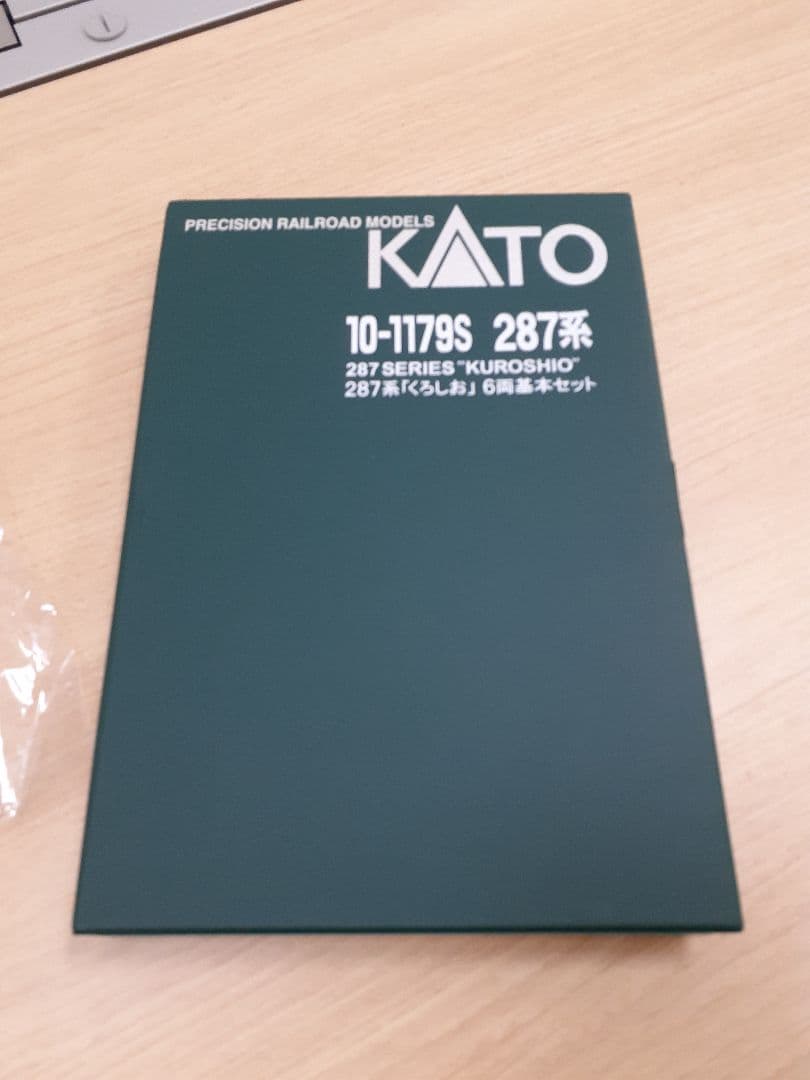 PRECISION RAILROAD MODELS
KATO
10-1179S 287系
287 SERIES "KUROSHIO"
287系「くろしお」 6両基本セット